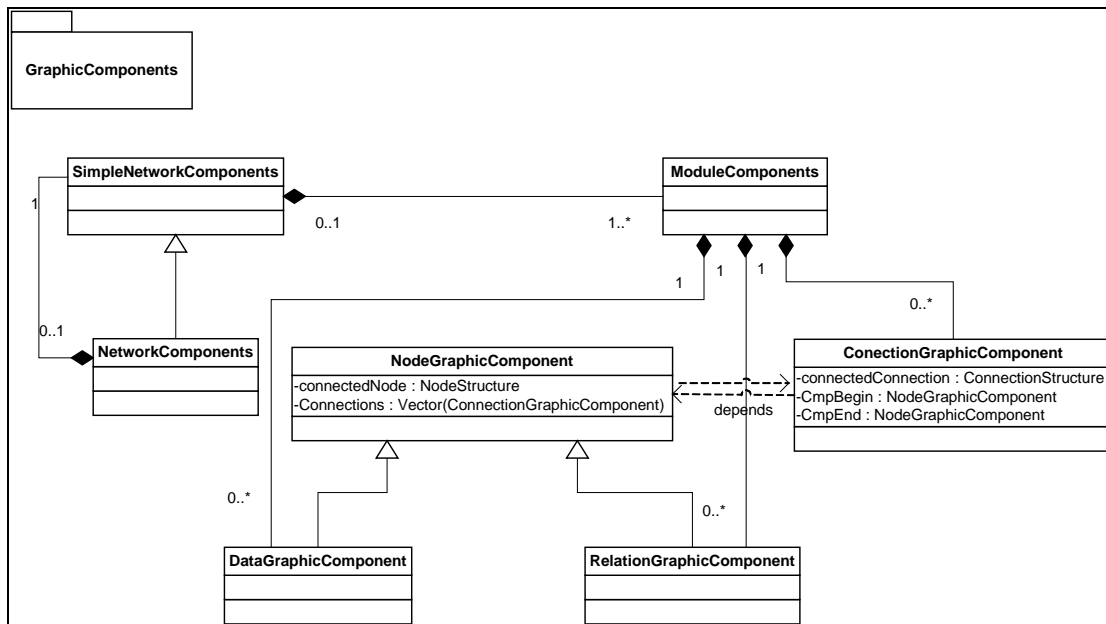 GraphicComponents
SimpleNetworkComponents
ModuleComponents
1
0..1
1..*
1
1
1
0..*
0..1
NetworkComponents
NodeGraphicComponent
-connectedNode : NodeStructure
-Connections : Vector(ConnectionGraphicComponent)
ConectionGraphicComponent
-connectedConnection : ConnectionStructure
-CmpBegin : NodeGraphicComponent
-CmpEnd : NodeGraphicComponent
depends
0..*
0..*
DataGraphicComponent
RelationGraphicComponent